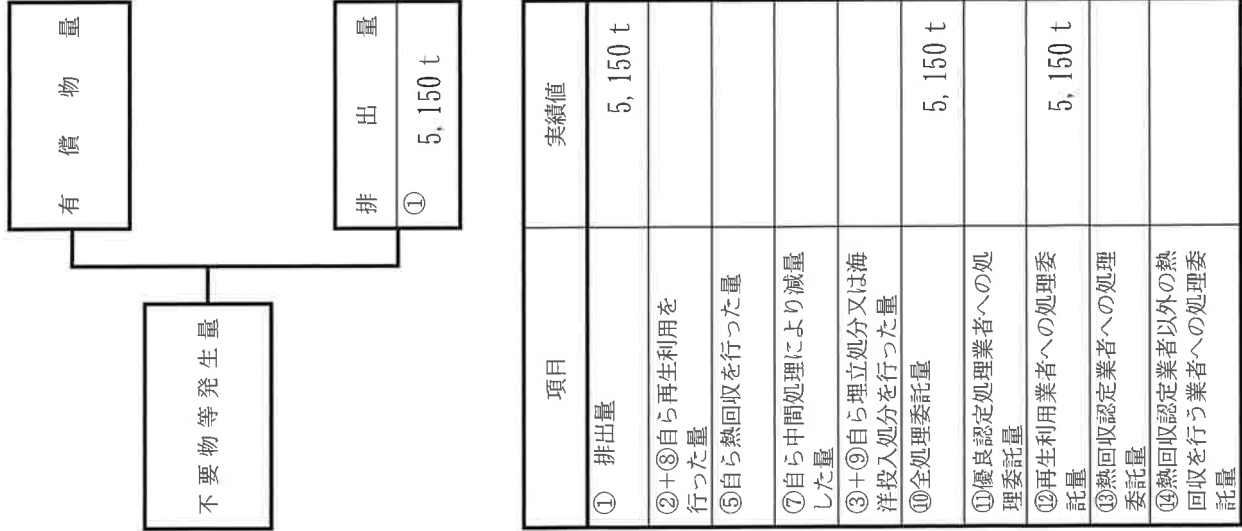 有償物量
不要物等発生量
排出量
① 5,150 t
項目 実績値
① 排出量 5,150 t
②+⑧自ら再生利用を
行った量
⑤自ら熱回収を行った量
⑦自ら中間処理により減量
した量
③+⑨自ら埋立処分又は海
洋投入処分を行った量
⑩全処理委託量 5,150 t
⑪優良認定処理業者への処
理委託量
⑫再生利用業者への処理委
託量 5,150 t
⑬熱回収認定業者への処理
委託量
⑭熱回収認定業者以外の熱
回収を行う業者への処理委
託量